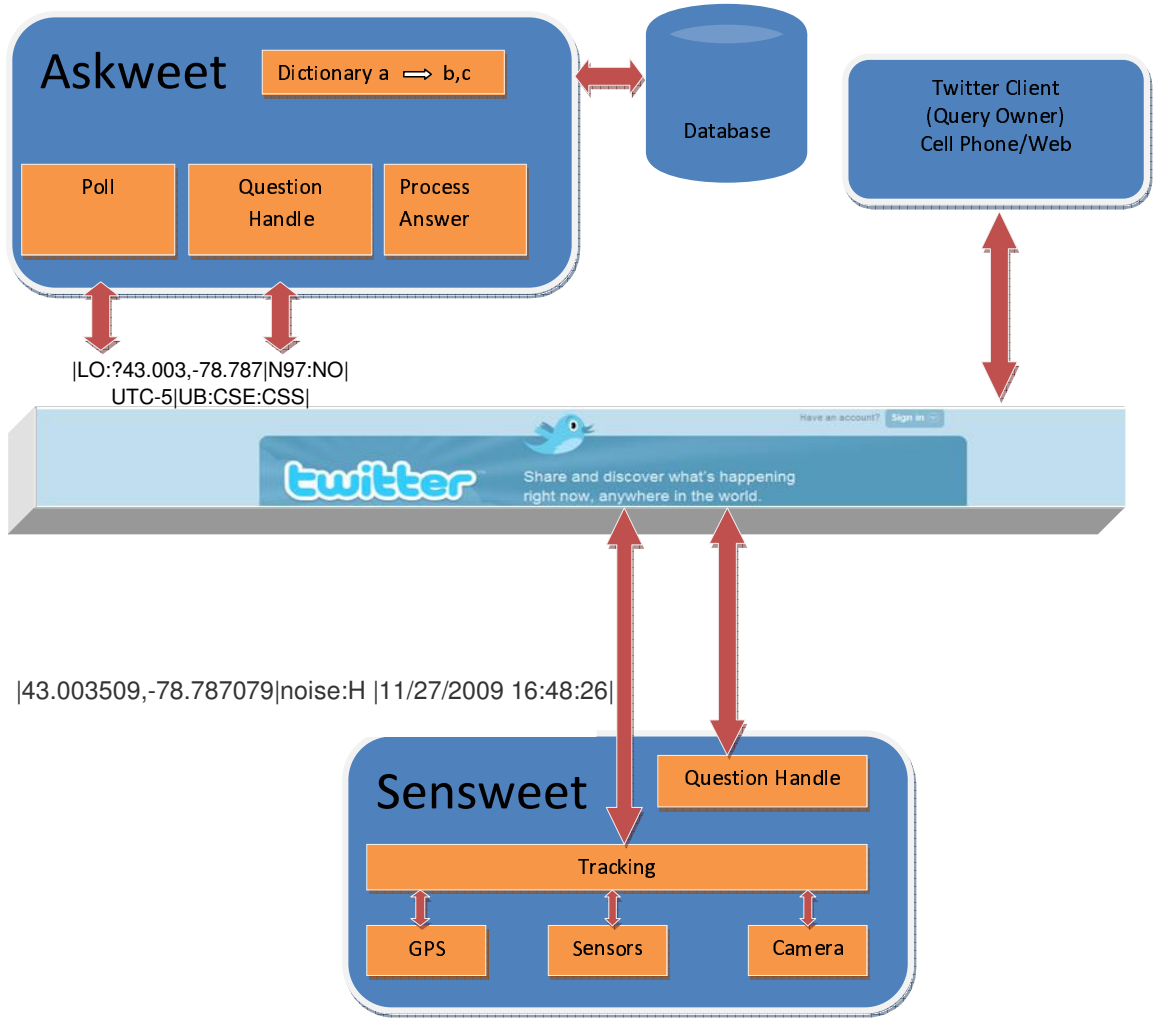 Askweet
Dictionary a ⇒ b,c
Database
Twitter Client
(Query Owner)
Cell Phone/Web
Poll
Question
Handle
Process
Answer
|LO:?43.003,-78.787|N97:NO|
UTC-5|UB:CSE:CSS|
Have an account? Sign in
twitter
Share and discover what's happening
right now, anywhere in the world.
|43.003509,-78.787079|noise:H |11/27/2009 16:48:26|
Sensweet
Question Handle
Tracking
GPS
Sensors
Camera